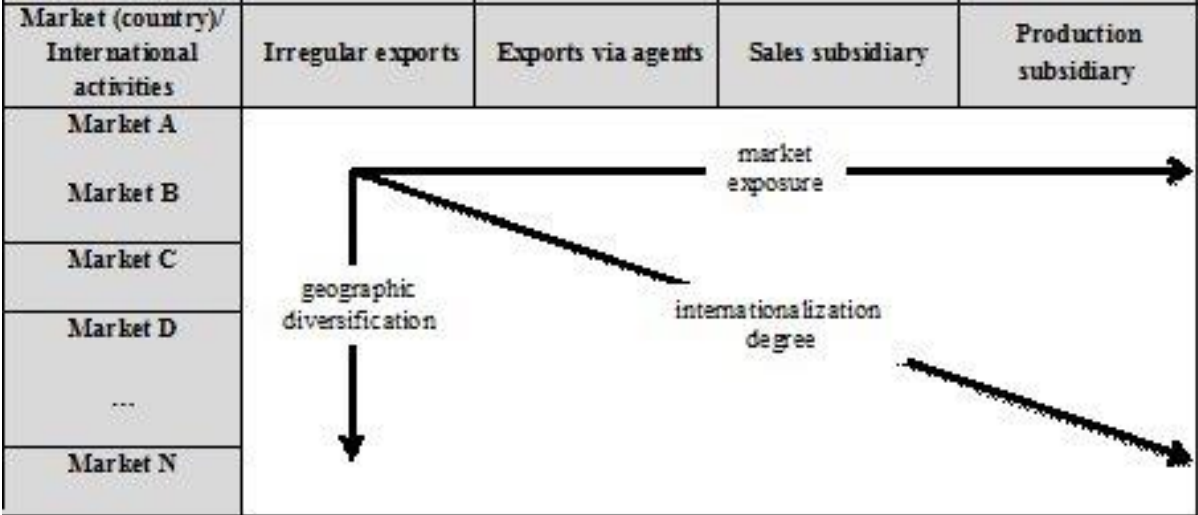 Market (country)/
International
activities
Irregular exports
Exports via agents
Sales subsidiary
Production
subsidiary
Market A
Market B
Market C
Market D
...
Market N
market
exposure
geographic
diversification
internationalization
degree